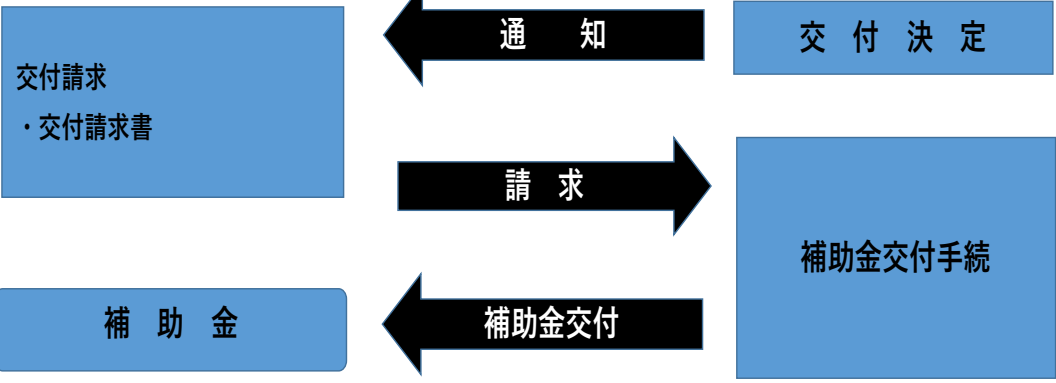 通　知
交　付　決　定
交付請求
・交付請求書
請　求
補助金交付手続
補　助　金
補助金交付